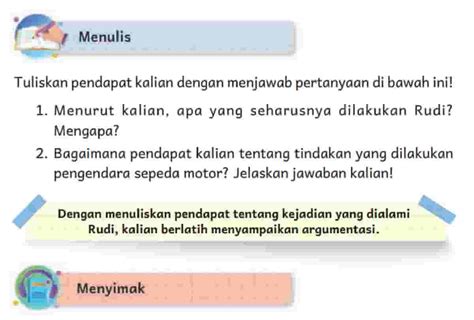 Menulis
Tuliskan pendapat kalian dengan menjawab pertanyaan di bawah ini!
1. Menurut kalian, apa yang seharusnya dilakukan Rudi?
Mengapa?
2. Bagaimana pendapat kalian tentang tindakan yang dilakukan
pengendara sepeda motor? Jelaskan jawaban kalian!
Dengan menuliskan pendapat tentang kejadian yang dialami
Rudi, kalian berlatih menyampaikan argumentasi.
Menyimak